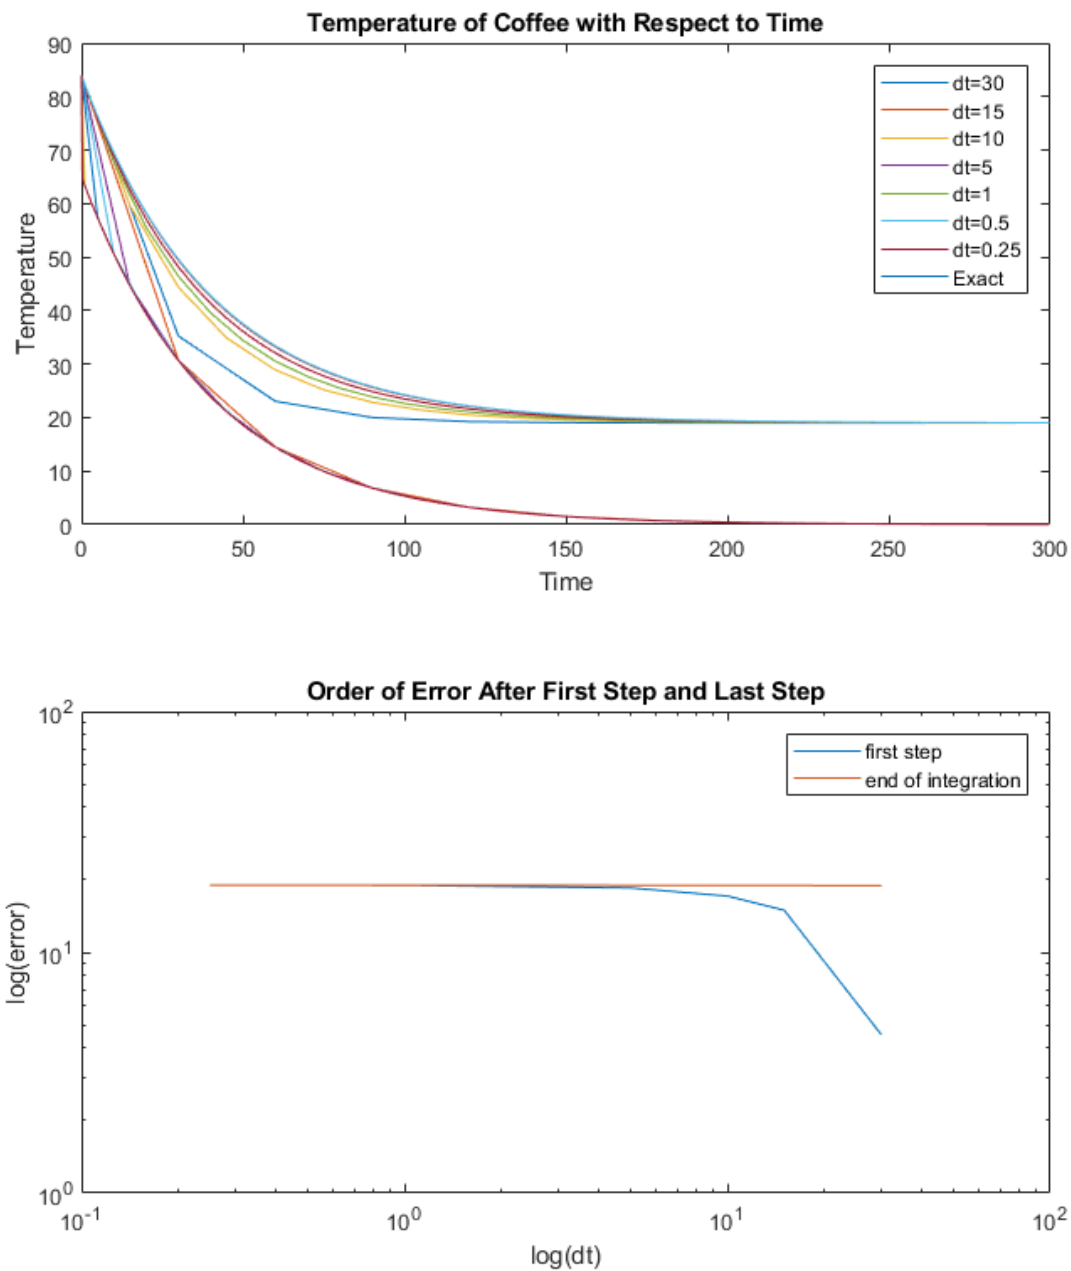 Temperature of Coffee with Respect to Time
90
80
70
60
50
40
30
20
10
0
Temperature
0 50 100 150 200 250 300
Time
dt=30
dt=15
dt=10
dt=5
dt=1
dt=0.5
dt=0.25
Exact
Order of Error After First Step and Last Step
10^2
10^1
10^0
log(error)
10^-1 10^0 10^1 10^2
log(dt)
first step
end of integration